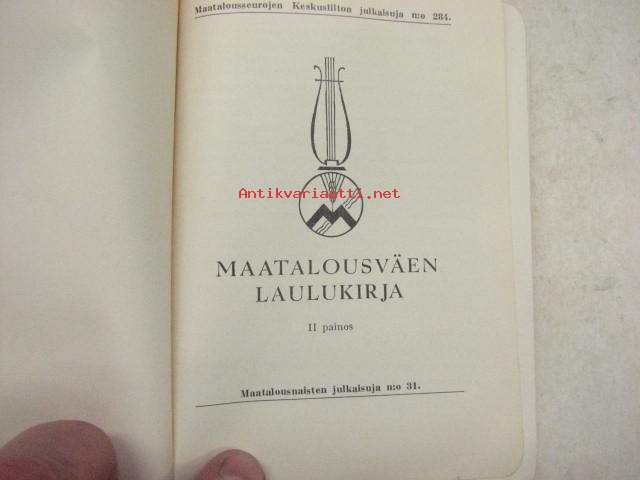 Maatalousseurojen Keskusliiton julkaisuja n:o 284.
Antikvariaatti.net
MAATALOUSVÄEN
LAULUKIRJA
II painos
Maatalousnaisten julkaisuja n:o 31.